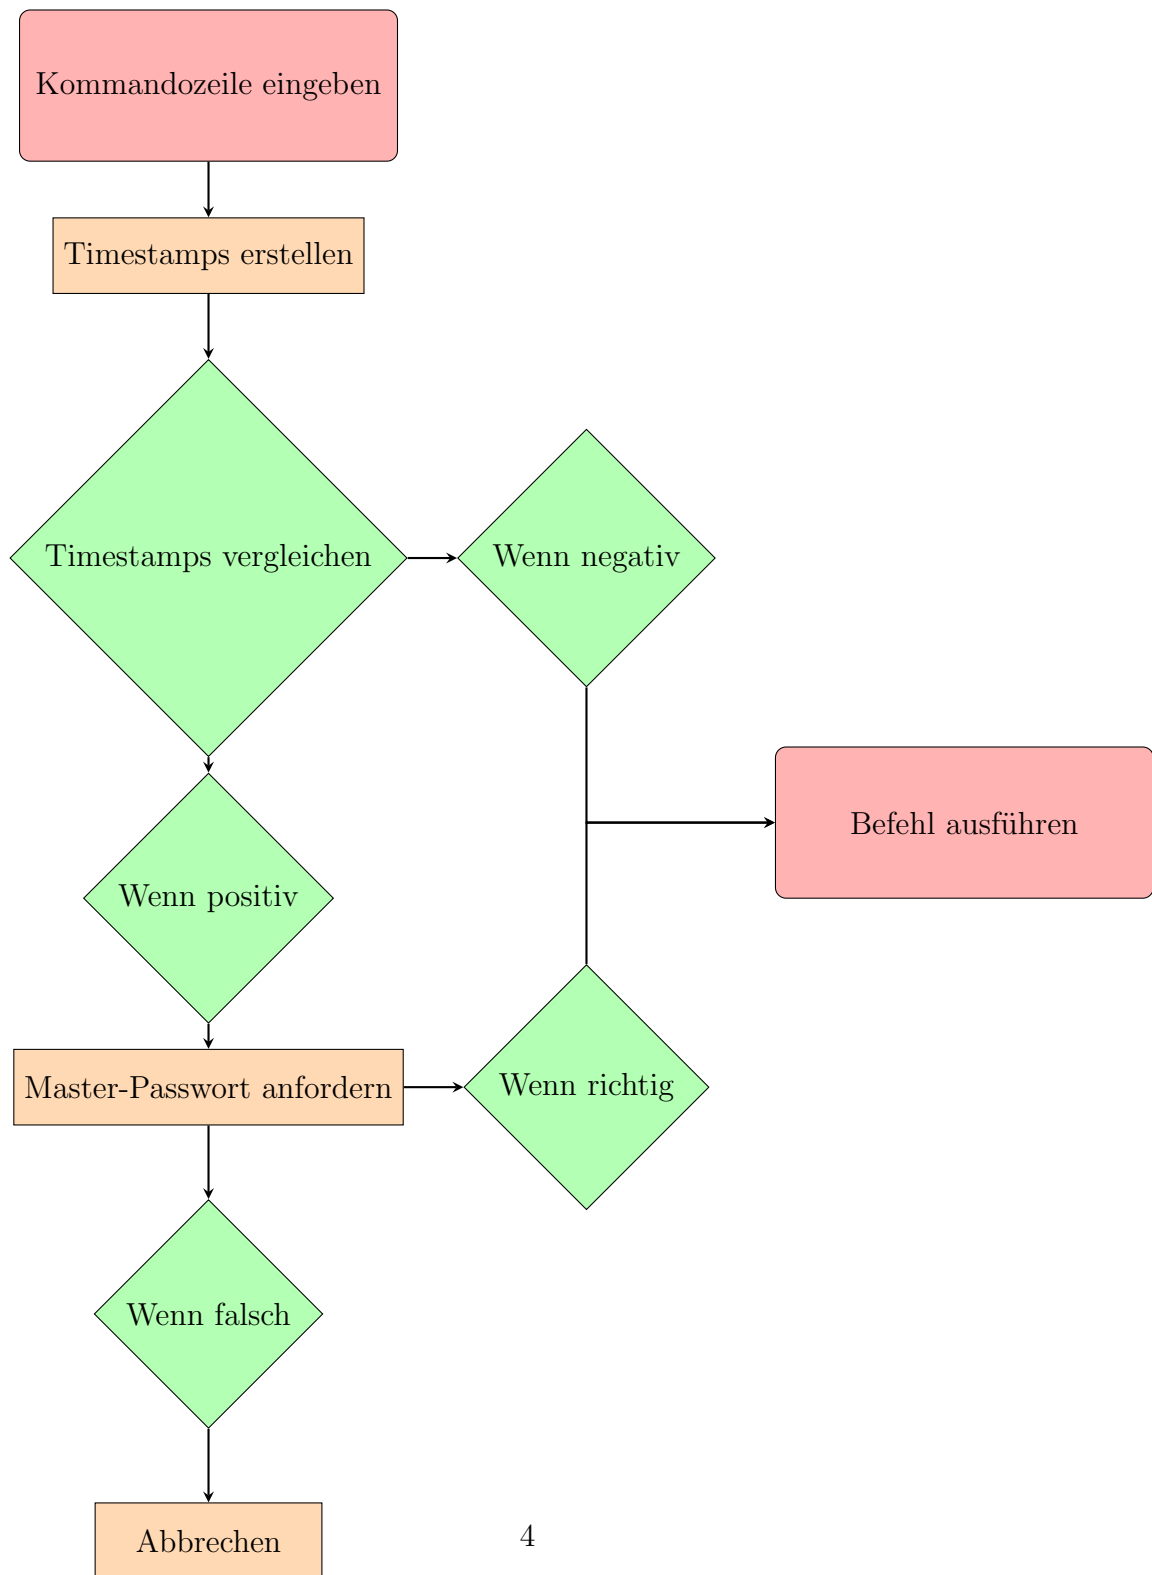 Kommandozeile eingeben
Timestamps erstellen
Timestamps vergleichen
Wenn negativ
Befehl ausführen
Wenn positiv
Master-Passwort anfordern
Wenn richtig
Wenn falsch
Abbrechen
4